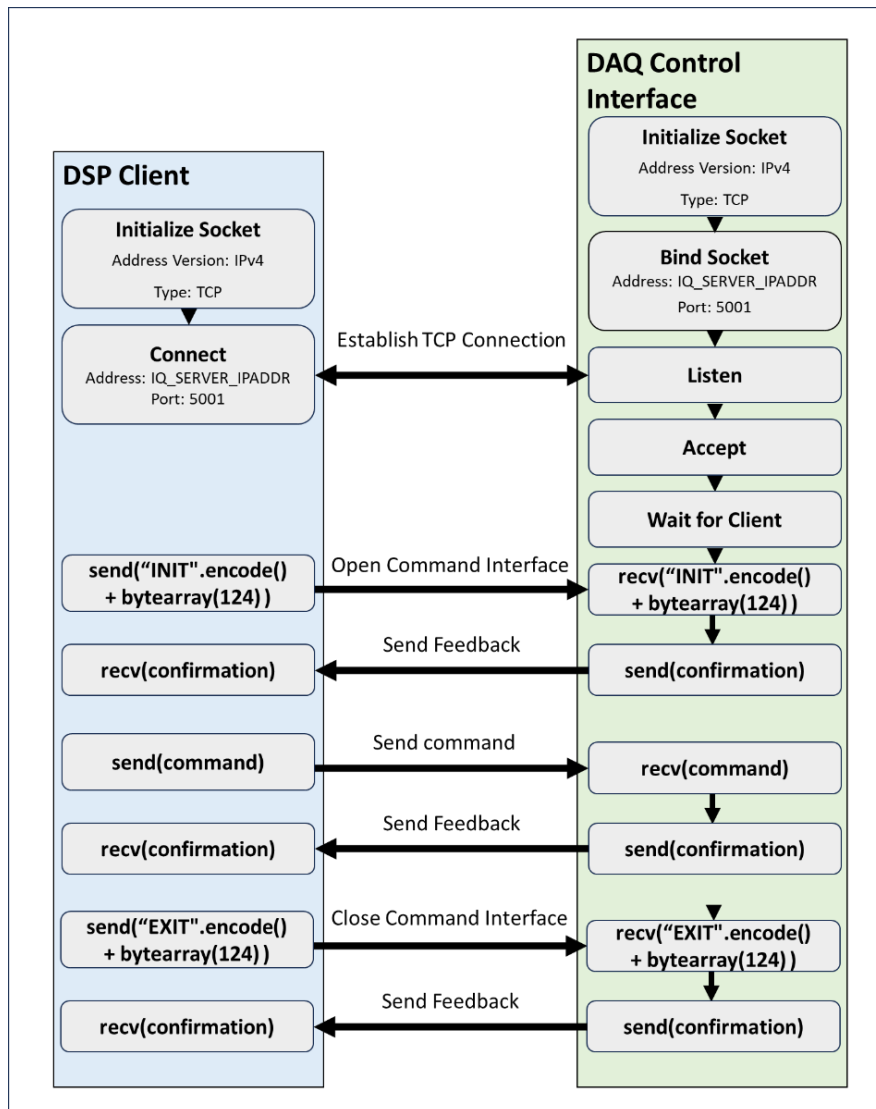 DAQ Control
Interface
Initialize Socket
Address Version: IPv4
Type: TCP
DSP Client
Initialize Socket
Address Version: IPv4
Type: TCP
Bind Socket
Address: IQ_SERVER_IPADDR
Port: 5001
Connect
Address: IQ_SERVER_IPADDR
Port: 5001
Establish TCP Connection
Listen
Accept
Wait for Client
send(“INIT".encode()
+ bytearray(124))
Open Command Interface
recv(“INIT".encode()
+ bytearray(124))
recv(confirmation)
Send Feedback
send(confirmation)
send(command)
Send command
recv(command)
recv(confirmation)
Send Feedback
send(confirmation)
send(“EXIT".encode()
+ bytearray(124))
Close Command Interface
recv(“EXIT".encode()
+ bytearray(124))
recv(confirmation)
Send Feedback
send(confirmation)